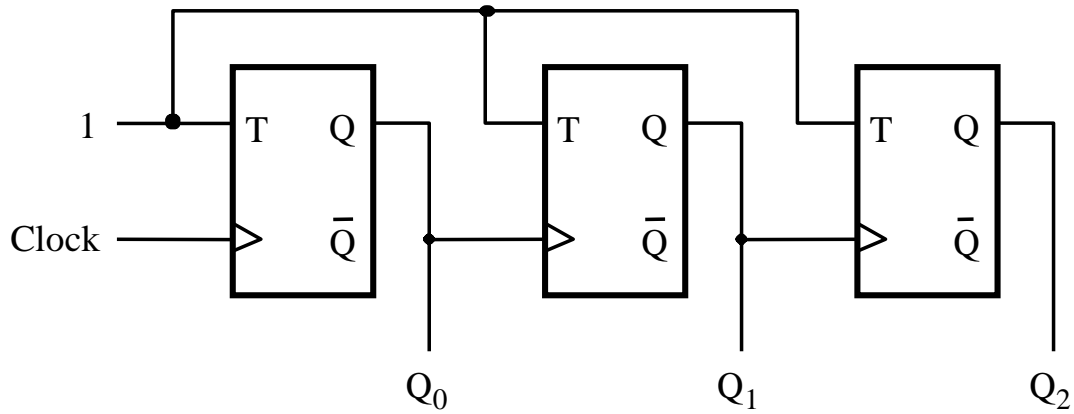 1 T Q T Q T Q
Clock Q̅ Q̅ Q̅
Q₀ Q₁ Q₂